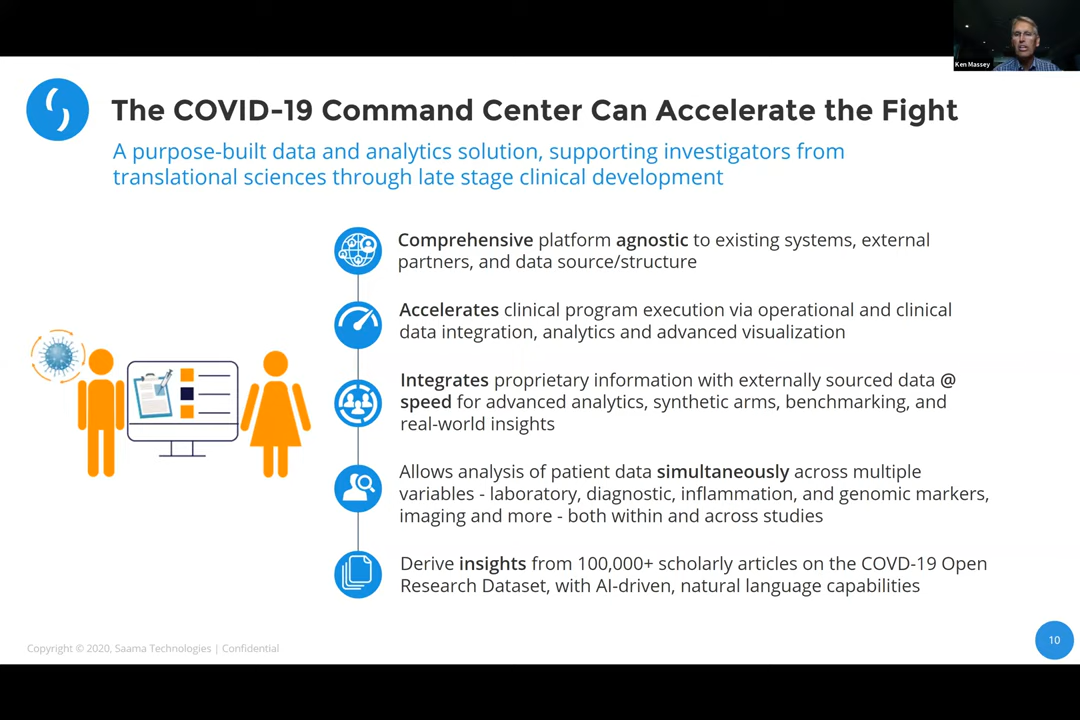 Ken Massey
The COVID-19 Command Center Can Accelerate the Fight
A purpose-built data and analytics solution, supporting investigators from
translational sciences through late stage clinical development
Comprehensive platform agnostic to existing systems, external
partners, and data source/structure
Accelerates clinical program execution via operational and clinical
data integration, analytics and advanced visualization
Integrates proprietary information with externally sourced data @
speed for advanced analytics, synthetic arms, benchmarking, and
real-world insights
Allows analysis of patient data simultaneously across multiple
variables - laboratory, diagnostic, inflammation, and genomic markers,
imaging and more - both within and across studies
Derive insights from 100,000+ scholarly articles on the COVD-19 Open
Research Dataset, with AI-driven, natural language capabilities
Copyright © 2020, Saama Technologies | Confidential
10